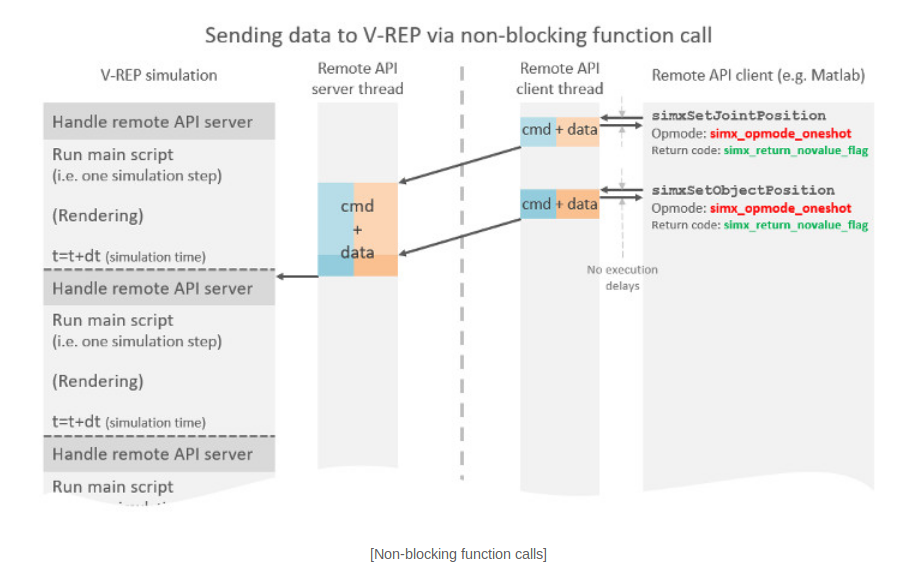 Sending data to V-REP via non-blocking function call
V-REP simulation
Remote API
server thread
Remote API
client thread
Remote API client (e.g. Matlab)
Handle remote API server
Run main script
(i.e. one simulation step)
(Rendering)
t=t+dt (simulation time)
Handle remote API server
Run main script
(i.e. one simulation step)
(Rendering)
t=t+dt (simulation time)
Handle remote API server
Run main script
cmd
+
data
cmd + data
cmd + data
No execution
delays
simxSetJointPosition
Opmode: simx_opmode_oneshot
Return code: simx_return_novalue_flag
simxSetObjectPosition
Opmode: simx_opmode_oneshot
Return code: simx_return_novalue_flag
[Non-blocking function calls]